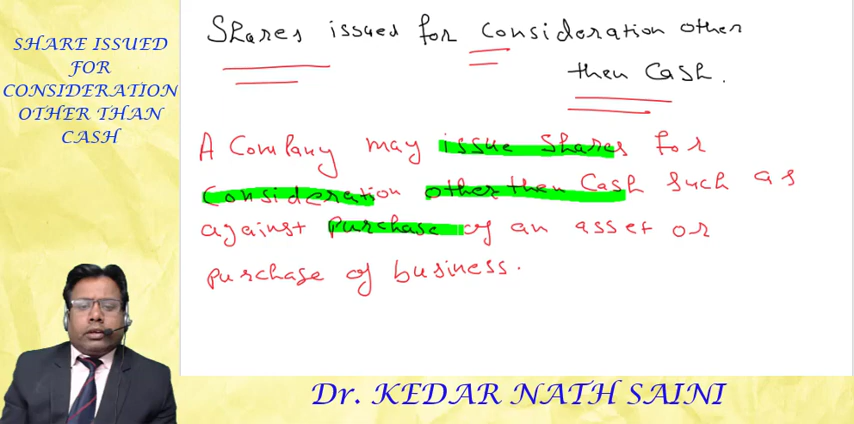 SHARE ISSUED
FOR
CONSIDERATION
OTHER THAN
CASH
Shares issued for Consideration other
then Cash.
A Company may issue Shares for
Consideration other then Cash Such as
against Purchase of an asset or
purchase of business.
Dr. KEDAR NATH SAINI